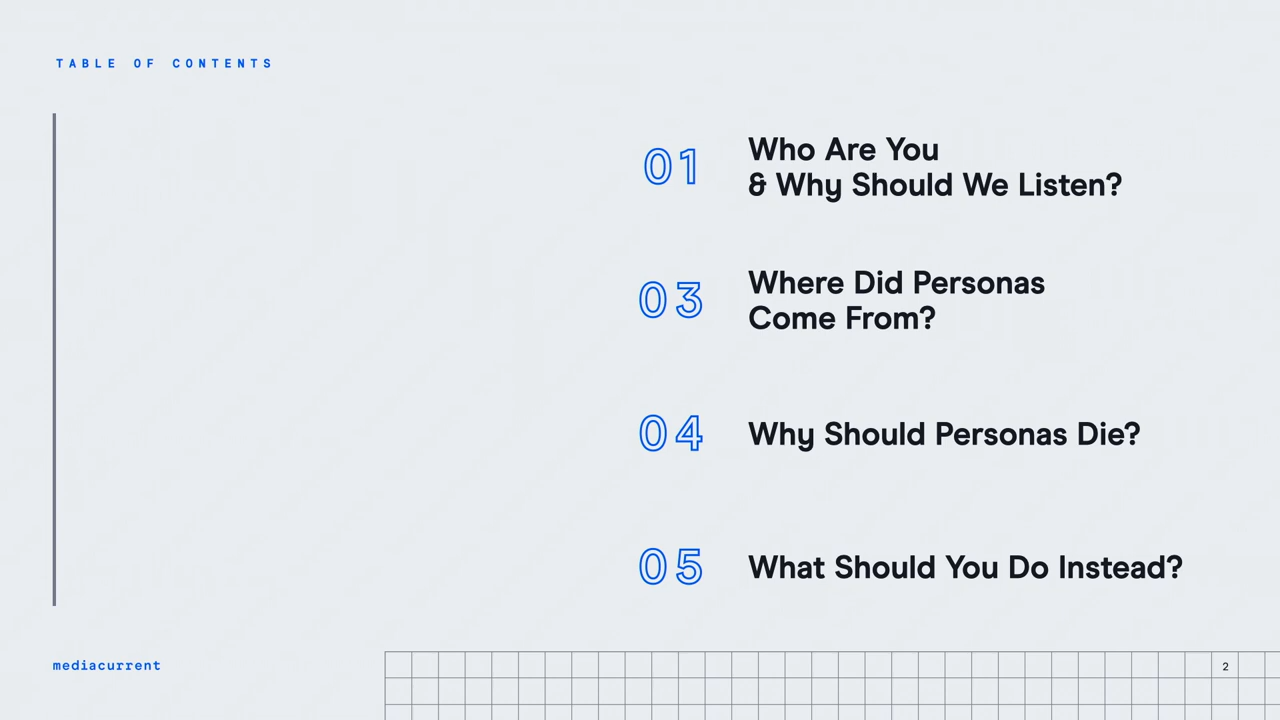 TABLE OF CONTENTS
01
Who Are You
& Why Should We Listen?
03
Where Did Personas
Come From?
04
Why Should Personas Die?
05
What Should You Do Instead?
mediacurrent
2